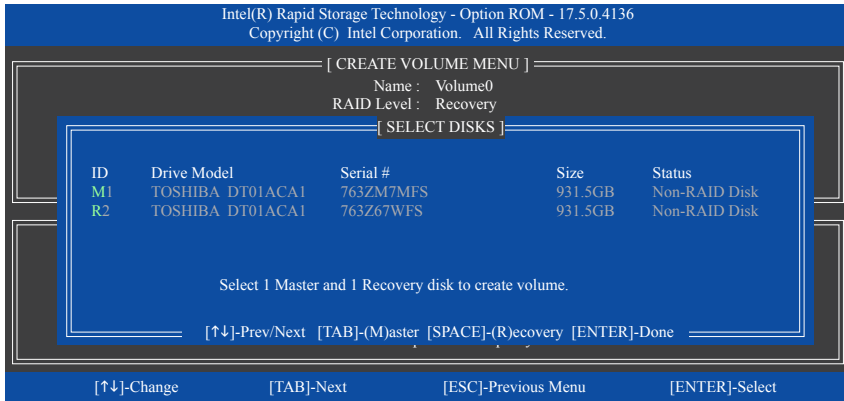 Intel(R) Rapid Storage Technology - Option ROM - 17.5.0.4136
Copyright (C) Intel Corporation. All Rights Reserved.
[ CREATE VOLUME MENU ]
Name : Volume0
RAID Level : Recovery
[ SELECT DISKS ]
ID Drive Model Serial # Size Status
M1 TOSHIBA DT01ACA1 763ZM7MFS 931.5GB Non-RAID Disk
R2 TOSHIBA DT01ACA1 763Z67WFS 931.5GB Non-RAID Disk
Select 1 Master and 1 Recovery disk to create volume.
[↑↓]-Prev/Next [TAB]-(M)aster [SPACE]-(R)ecovery [ENTER]-Done
[↑↓]-Change [TAB]-Next [ESC]-Previous Menu [ENTER]-Select